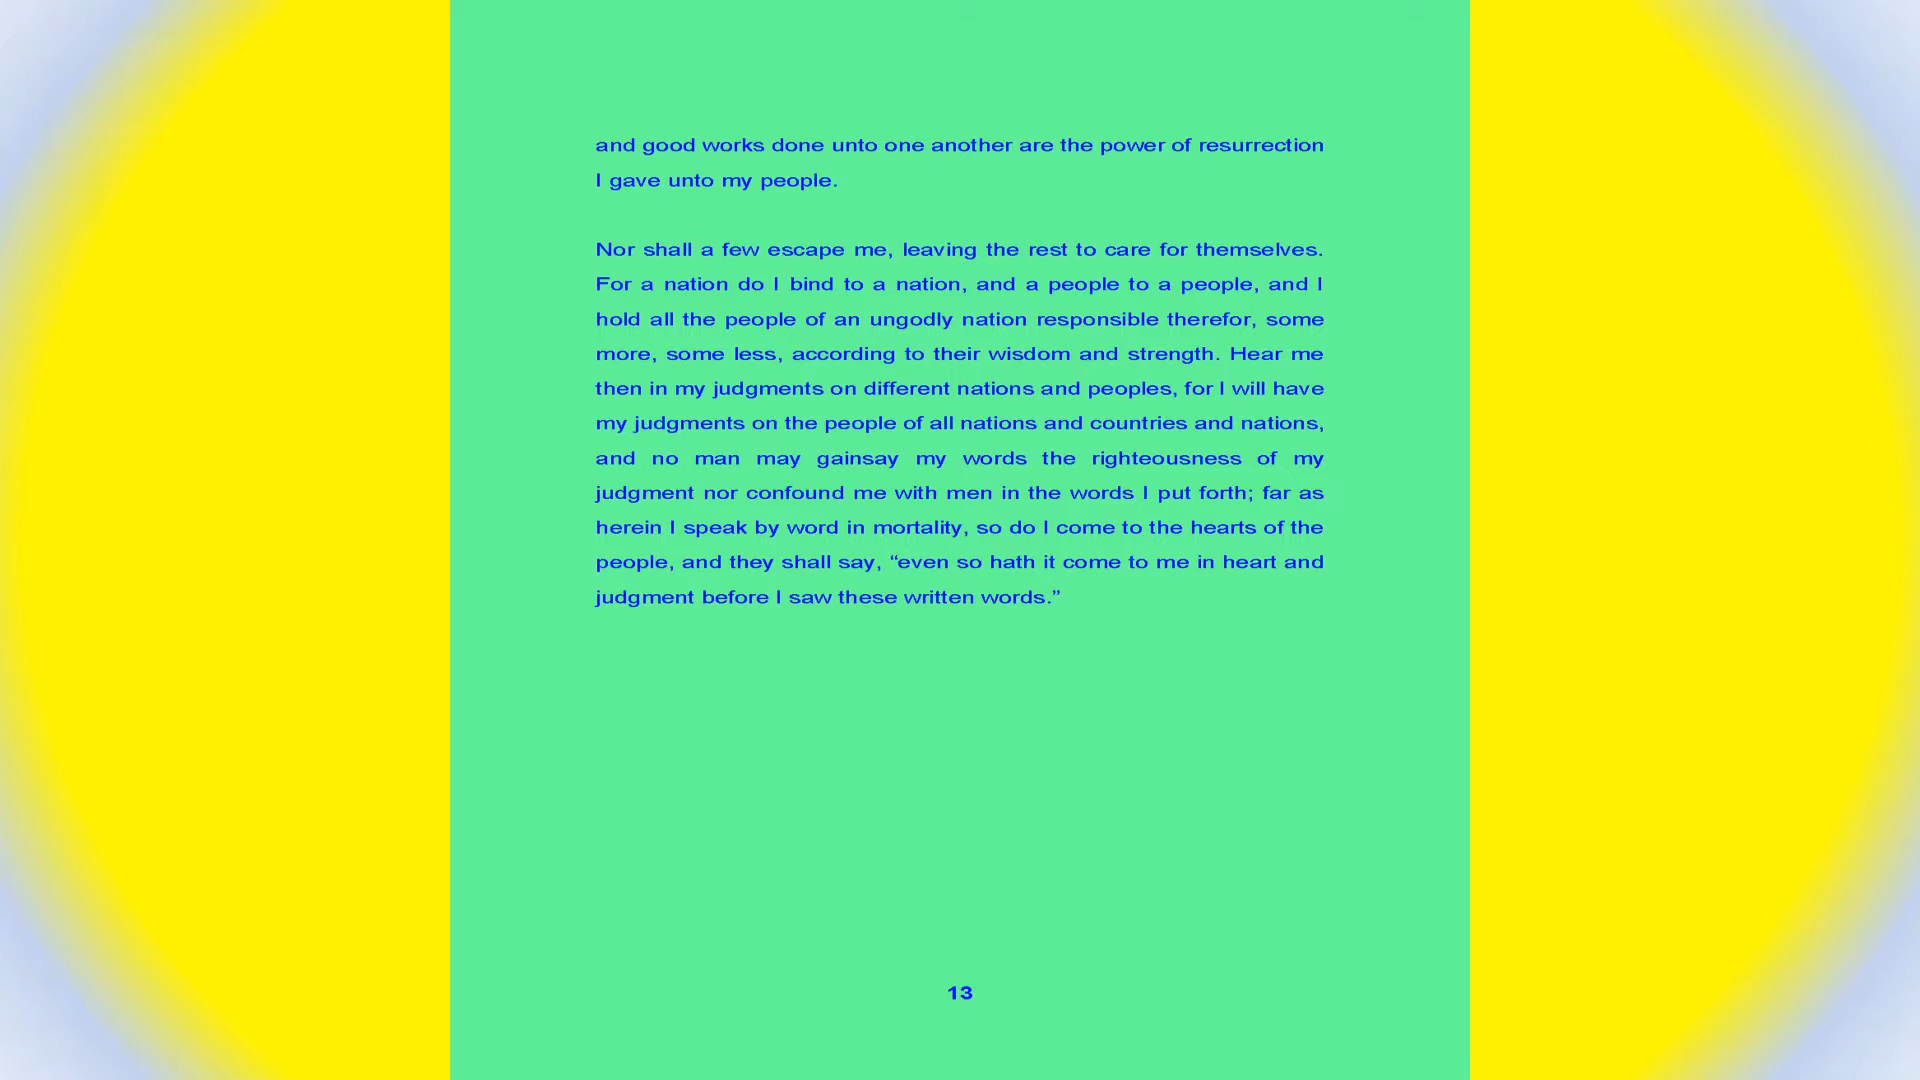 and good works done unto one another are the power of resurrection
I gave unto my people.
Nor shall a few escape me, leaving the rest to care for themselves.
For a nation do I bind to a nation, and a people to a people, and I
hold all the people of an ungodly nation responsible therefor, some
more, some less, according to their wisdom and strength. Hear me
then in my judgments on different nations and peoples, for I will have
my judgments on the people of all nations and countries and nations,
and no man may gainsay my words the righteousness of my
judgment nor confound me with men in the words I put forth; far as
herein I speak by word in mortality, so do I come to the hearts of the
people, and they shall say, “even so hath it come to me in heart and
judgment before I saw these written words.”
13